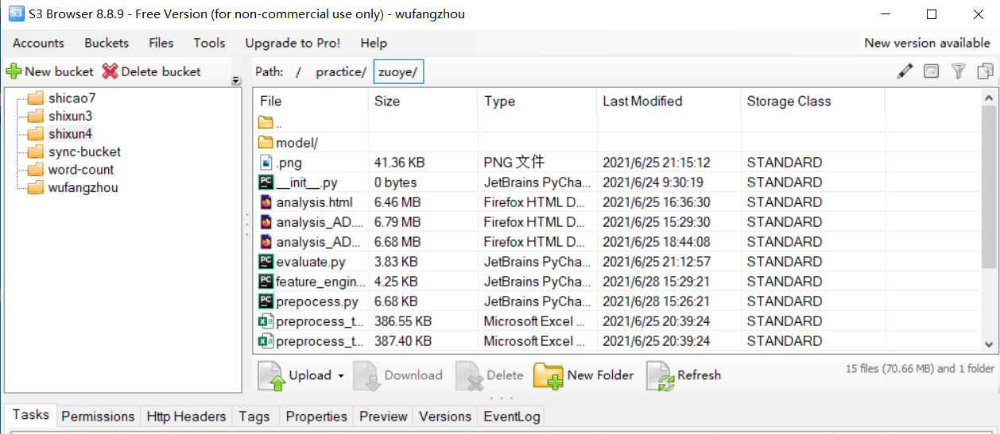 S3 Browser 8.8.9 - Free Version (for non-commercial use only) - wufangzhou
Accounts Buckets Files Tools Upgrade to Pro! Help New version available
New bucket Delete bucket
Path: / practice/ zuoye/
shicao7
shixun3
shixun4
sync-bucket
word-count
wufangzhou
File Size Type Last Modified Storage Class
..
model/
.png 41.36 KB PNG 文件 2021/6/25 21:15:12 STANDARD
__init__.py 0 bytes JetBrains PyCha... 2021/6/24 9:30:19 STANDARD
analysis.html 6.46 MB Firefox HTML D... 2021/6/25 16:36:30 STANDARD
analysis_AD.... 6.79 MB Firefox HTML D... 2021/6/25 15:29:30 STANDARD
analysis_AD... 6.68 MB Firefox HTML D... 2021/6/25 18:44:08 STANDARD
evaluate.py 3.83 KB JetBrains PyCha... 2021/6/25 21:12:57 STANDARD
feature_engin... 4.25 KB JetBrains PyCha... 2021/6/28 15:29:21 STANDARD
prepocess.py 6.68 KB JetBrains PyCha... 2021/6/28 15:26:21 STANDARD
preprocess_t... 386.55 KB Microsoft Excel ... 2021/6/25 20:39:24 STANDARD
preprocess_t... 387.40 KB Microsoft Excel ... 2021/6/25 20:39:24 STANDARD
Upload Download Delete New Folder Refresh 15 files (70.66 MB) and 1 folder
Tasks Permissions Http Headers Tags Properties Preview Versions EventLog